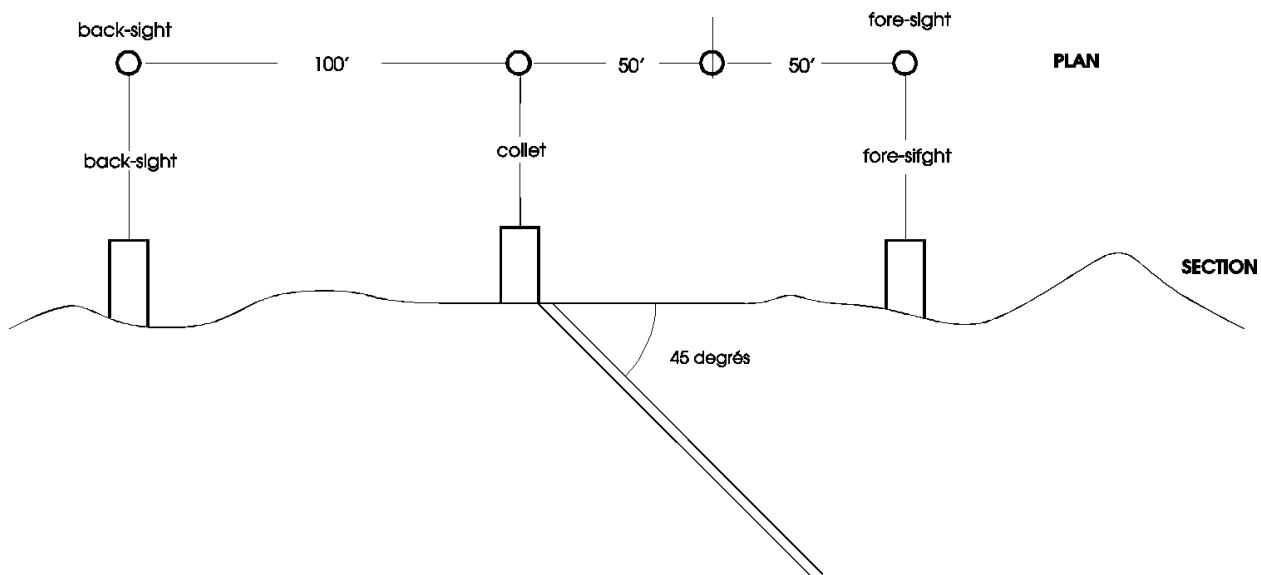 back-sight
fore-sight
100'
50'
50'
PLAN
back-sight
collet
fore-sifght
SECTION
45 degrés